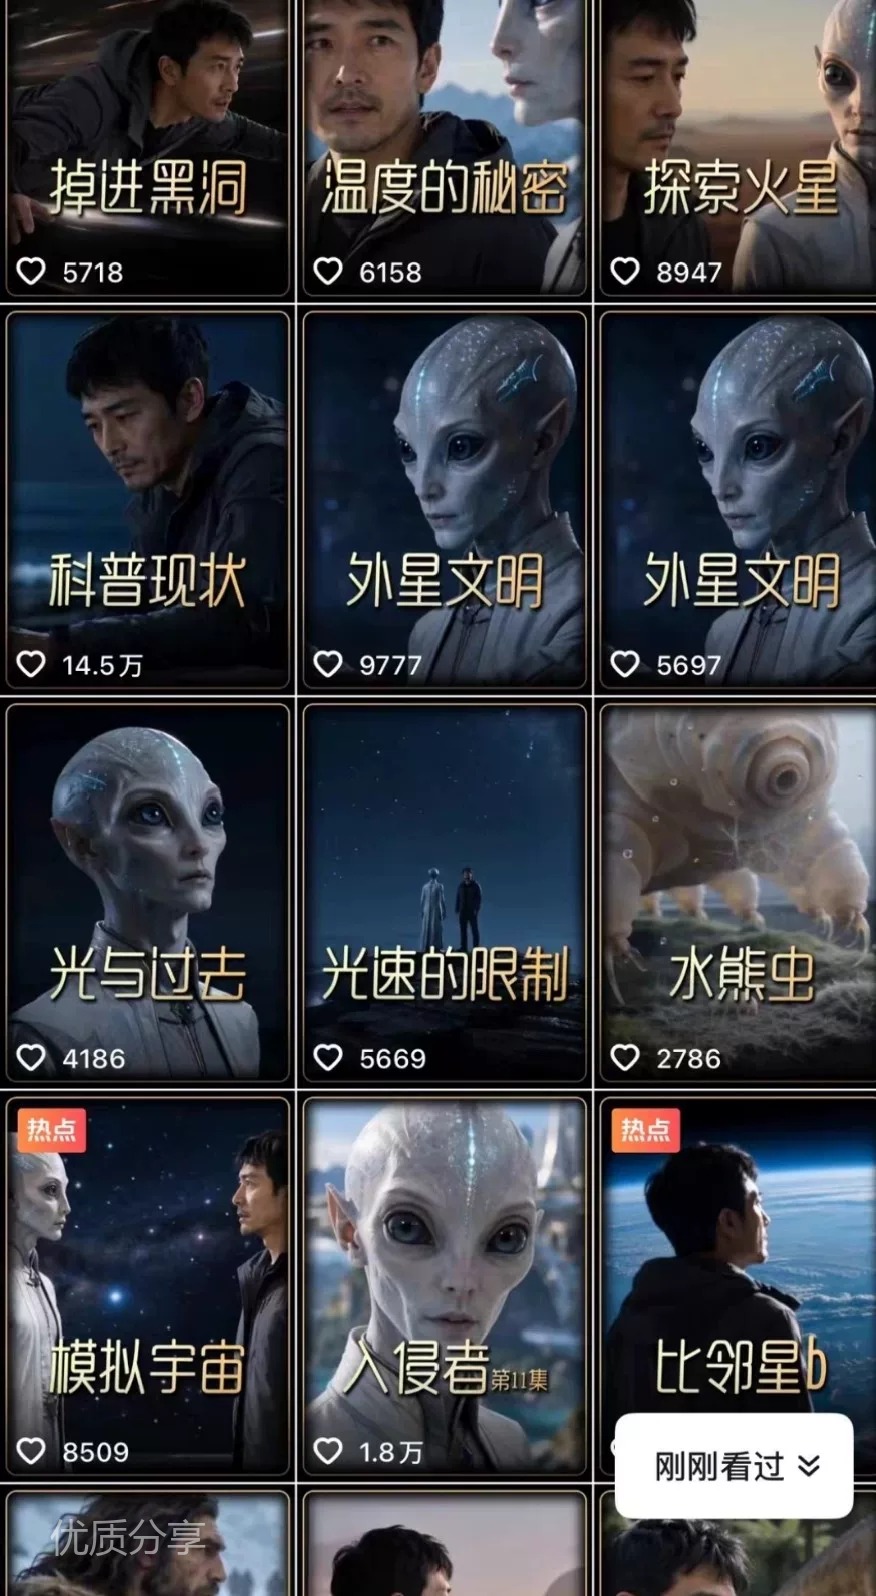 掉进黑洞
5718
温度的秘密
6158
探索火星
8947
科普现状
14.5万
外星文明
9777
外星文明
5697
光与过去
4186
光速的限制
5669
水熊虫
2786
热点
模拟宇宙
8509
入侵者第11集
1.8万
热点
比邻星b
刚刚看过
优质分享